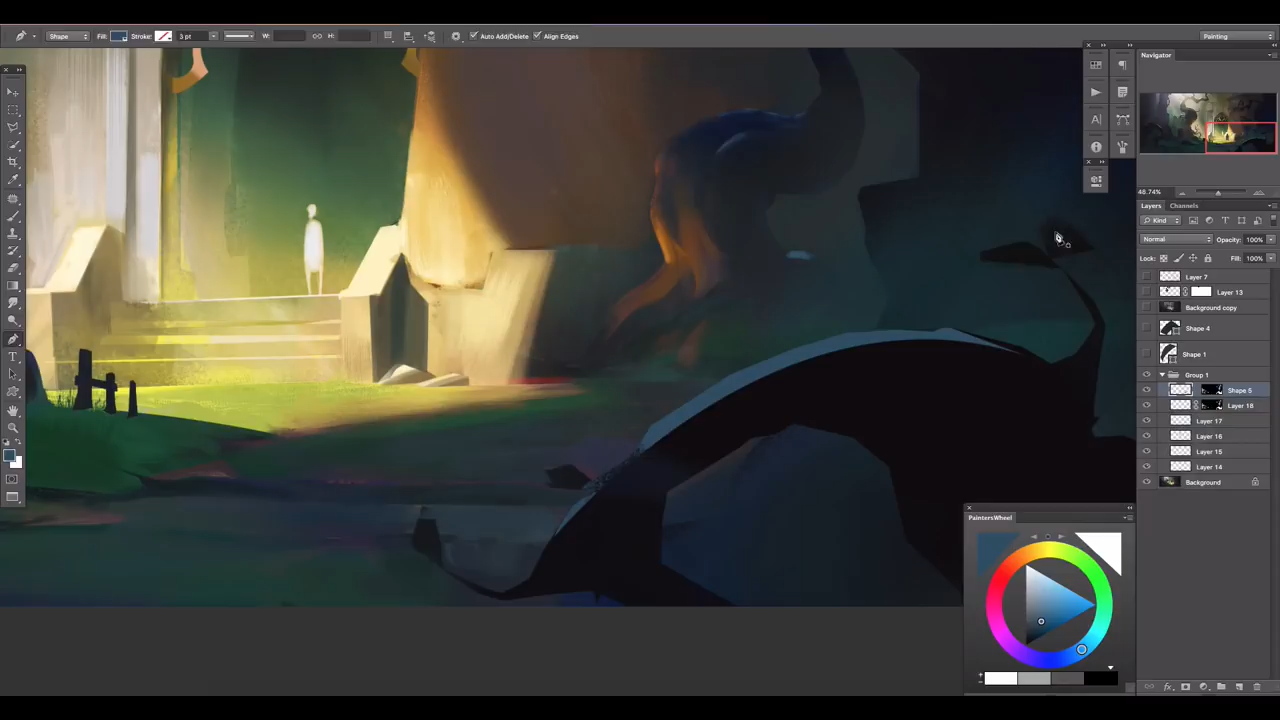 Shape Fill: Stroke: 3 pt W: H: Auto Add/Delete Align Edges Painting
Navigator
48.74%
Layers Channels
Kind
Normal Opacity: 100%
Lock: Fill: 100%
Layer 7
Layer 13
Background copy
Shape 4
Shape 1
Group 1
Shape 5
Layer 18
Layer 17
Layer 16
Layer 15
Layer 14
Background
PaintersWheel